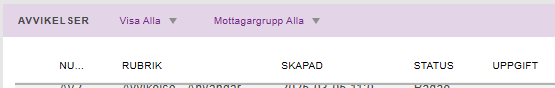 AVVIKELSER Visa Alla Mottagargrupp Alla
NU... RUBRIK SKAPAD STATUS UPPGIFT